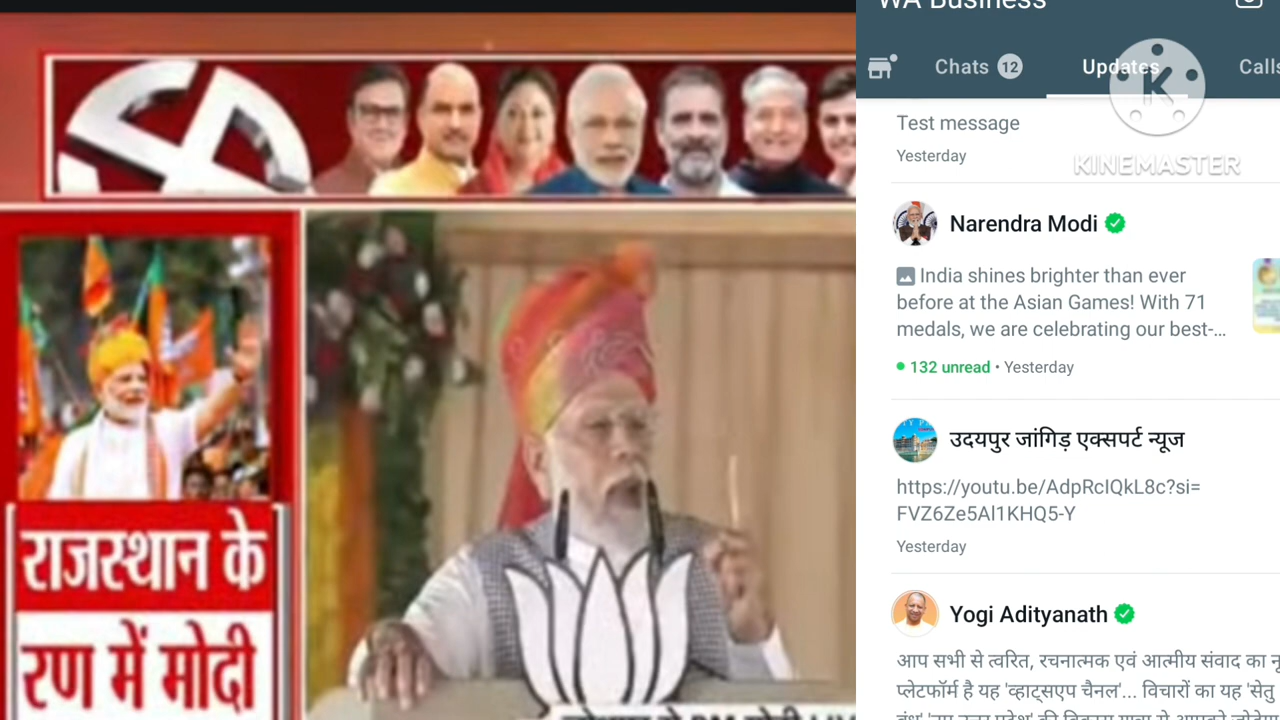 राजस्थान के
रण में मोदी
WA Business
Chats 12
Updates
Calls
KINEMASTER
Test message
Yesterday
Narendra Modi
India shines brighter than ever
before at the Asian Games! With 71
medals, we are celebrating our best-...
132 unread • Yesterday
उदयपुर जांगिड़ एक्सपर्ट न्यूज
https://youtu.be/AdpRcIQkL8c?si=
FVZ6Ze5Al1KHQ5-Y
Yesterday
Yogi Adityanath
आप सभी से त्वरित, रचनात्मक एवं आत्मीय संवाद का
प्लेटफॉर्म है यह 'व्हाट्सएप चैनल'... विचारों का यह 'सेतु